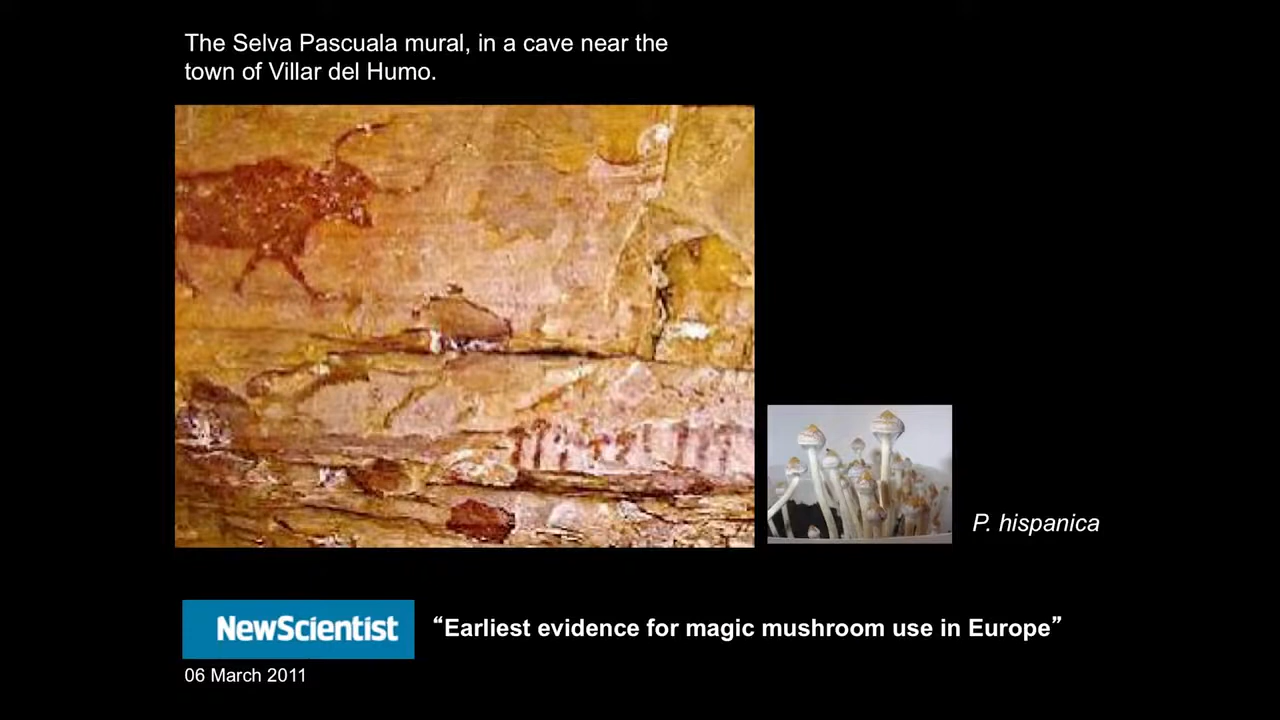 The Selva Pascuala mural, in a cave near the
town of Villar del Humo.
P. hispanica
NewScientist
“Earliest evidence for magic mushroom use in Europe”
06 March 2011